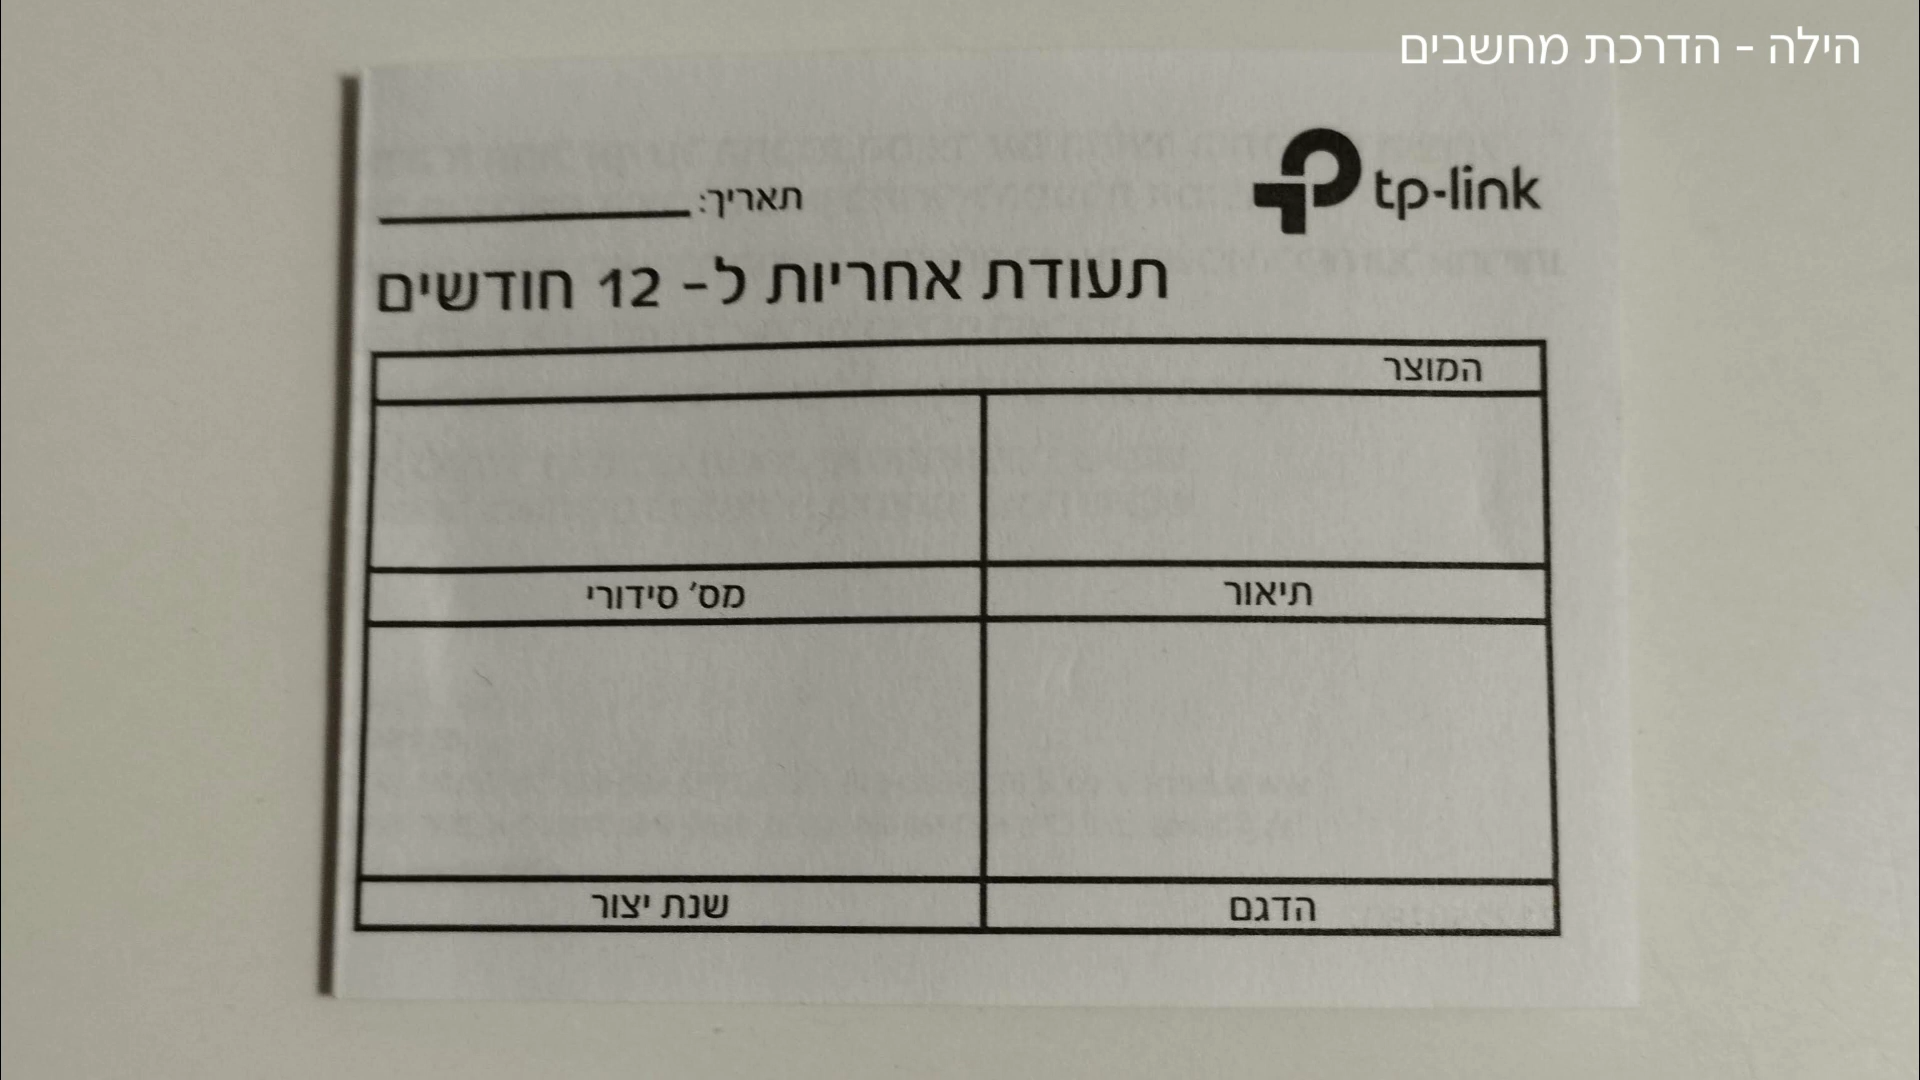 הילה - הדרכת מחשבים
tp-link
תאריך:
תעודת אחריות ל- 12 חודשים
המוצר
תיאור
מס' סידורי
הדגם
שנת יצור